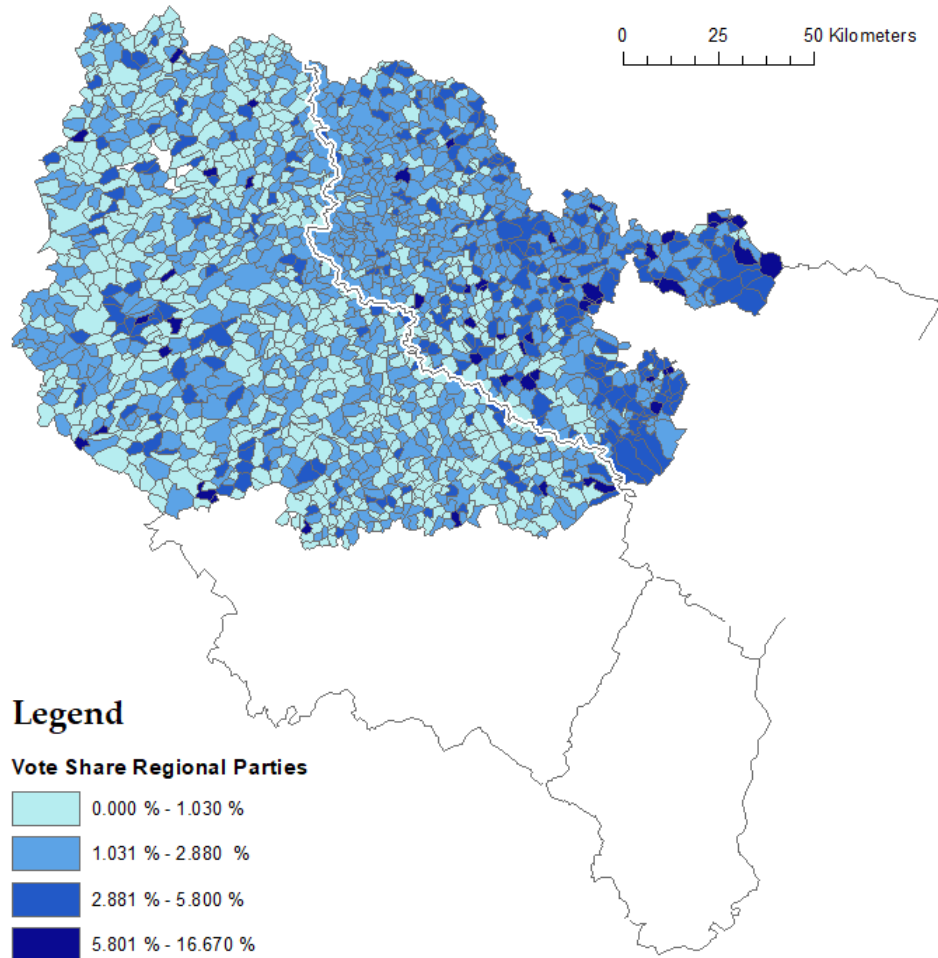 0 25 50 Kilometers
Legend
Vote Share Regional Parties
0.000 % - 1.030 %
1.031 % - 2.880 %
2.881 % - 5.800 %
5.801 % - 16.670 %